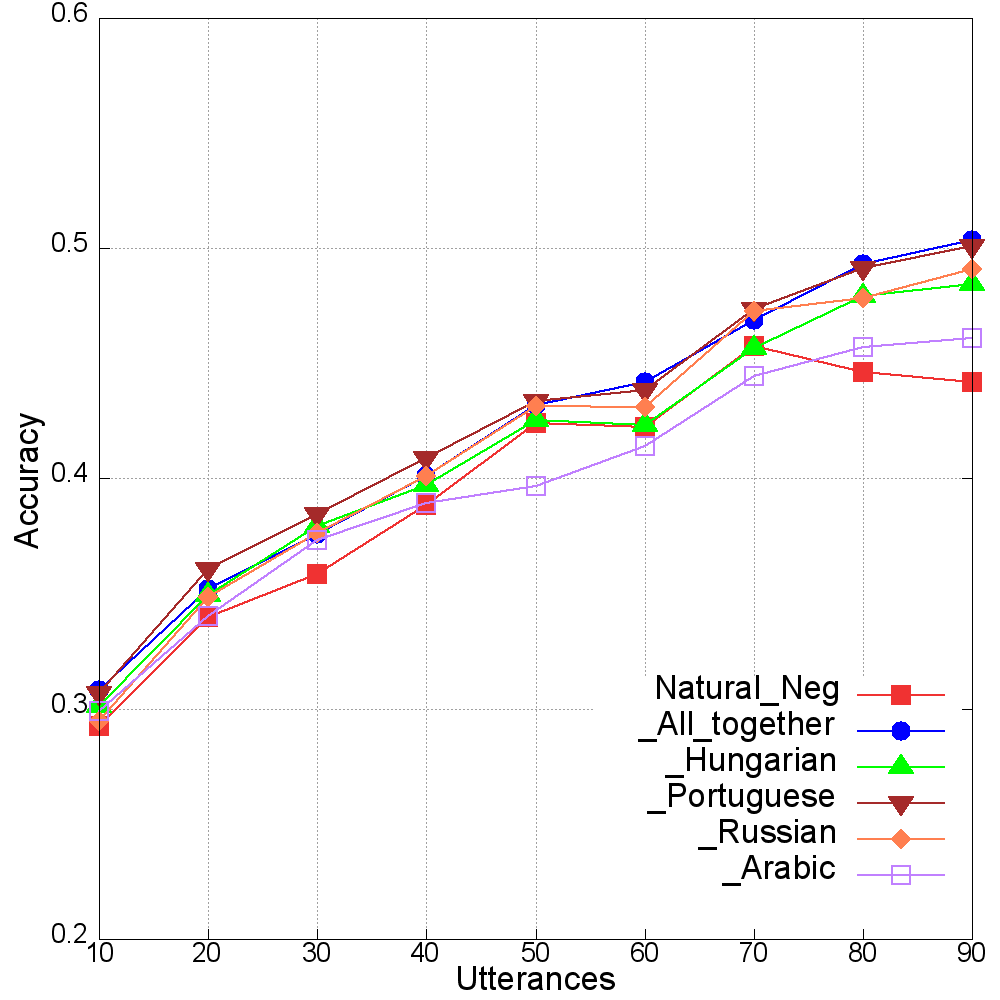 0.6
0.5
0.4
0.3
0.2
Accuracy
Natural_Neg
_All_together
_Hungarian
_Portuguese
_Russian
_Arabic
10 20 30 40 50 60 70 80 90
Utterances